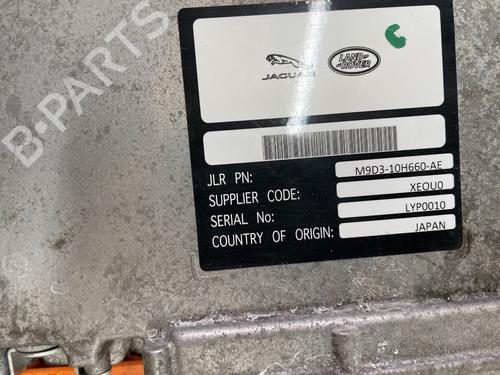 B-PARTS
JAGUAR
LAND-
-ROVER
JLR PN: M9D3-10H660-AE
SUPPLIER CODE: XEOU0
SERIAL No: LYP0010
COUNTRY OF ORIGIN: JAPAN